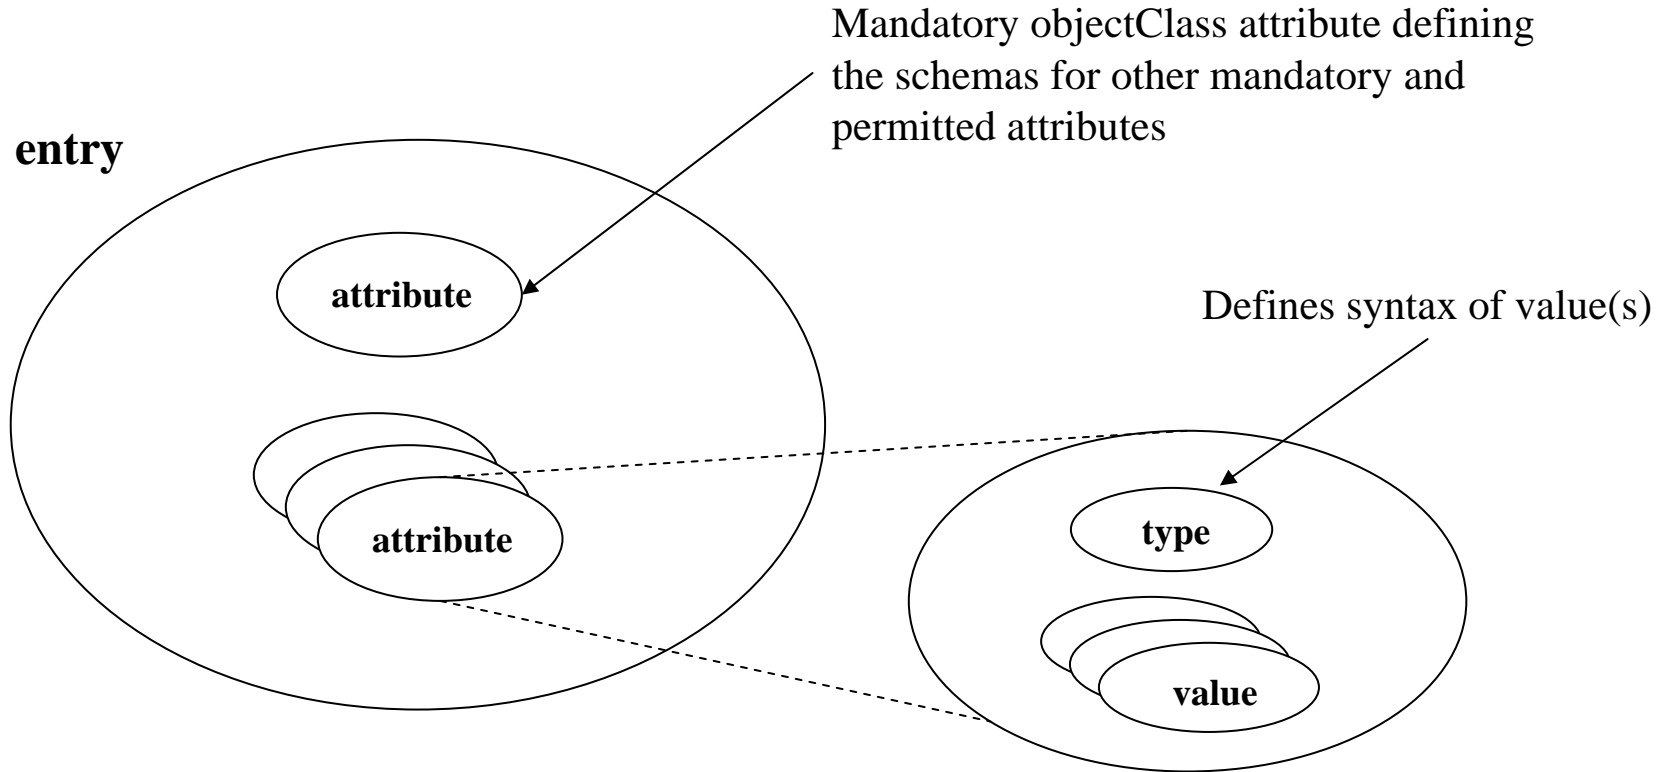 Mandatory objectClass attribute defining
the schemas for other mandatory and
permitted attributes
entry
attribute
Defines syntax of value(s)
attribute
type
value